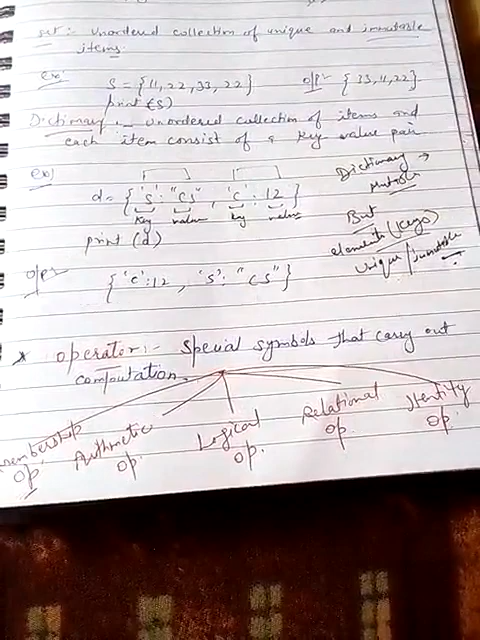 set :- Unordered collection of unique and immutable
items.
ex:- S = {11, 22, 33, 22} o/p:- {33, 11, 22}
print (S)
Dictionary :- unordered collection of items and
each item consist of a key value pair
ex)
d = { 's' : "CS" , 'c' : 12 }
key value key value
print (d)
Dictionary →
Mutable
But
elements (keys)
unique / immutable
o/p:-
{ 'c' : 12 , 's' : "CS" }
* operator :- Special symbols that carry out
computation.
membership op.
Arithmetic op.
Logical op.
Relational op.
Identity op.